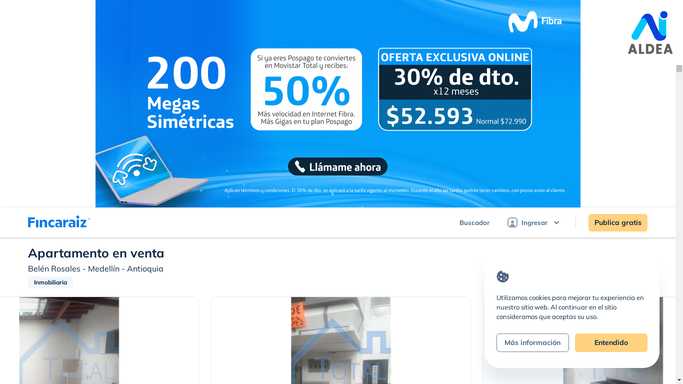 Fibra
ALDEA
200
Megas
Simétricas
Si ya eres Pospago te conviertes
en Movistar Total y recibes:
50%
Más velocidad en Internet Fibra.
Más Gigas en tu plan Pospago
OFERTA EXCLUSIVA ONLINE
30% de dto.
x12 meses
$52.593 Normal $72.990
Llámame ahora
Fincaraiz
Buscador
Ingresar
Publica gratis
Apartamento en venta
Belén Rosales - Medellín - Antioquia
Inmobiliaria
Utilizamos cookies para mejorar tu experiencia en
nuestro sitio web. Al continuar en el sitio
consideramos que aceptas su uso.
Más información
Entendido
TOTAL